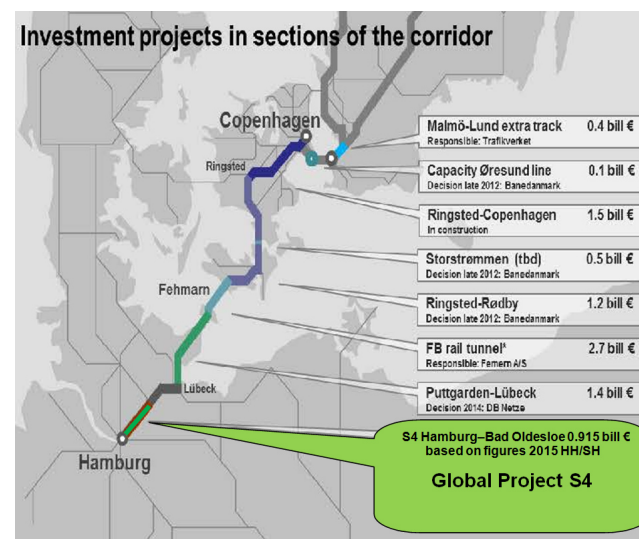 Investment projects in sections of the corridor
Copenhagen
Malmö-Lund extra track 0.4 bill €
Responsible: Trafikverket
Ringsted
Capacity Øresund line 0.1 bill €
Decision late 2012: Banedanmark
Ringsted-Copenhagen 1.5 bill €
In construction
Storstrømmen (tbd) 0.5 bill €
Decision late 2012: Banedanmark
Fehmarn
Ringsted-Rødby 1.2 bill €
Decision late 2012: Banedanmark
FB rail tunnel* 2.7 bill €
Responsible: Femern A/S
Lübeck
Puttgarden-Lübeck 1.4 bill €
Decision 2014: DB Netze
S4 Hamburg–Bad Oldesloe 0.915 bill €
based on figures 2015 HH/SH
Global Project S4
Hamburg